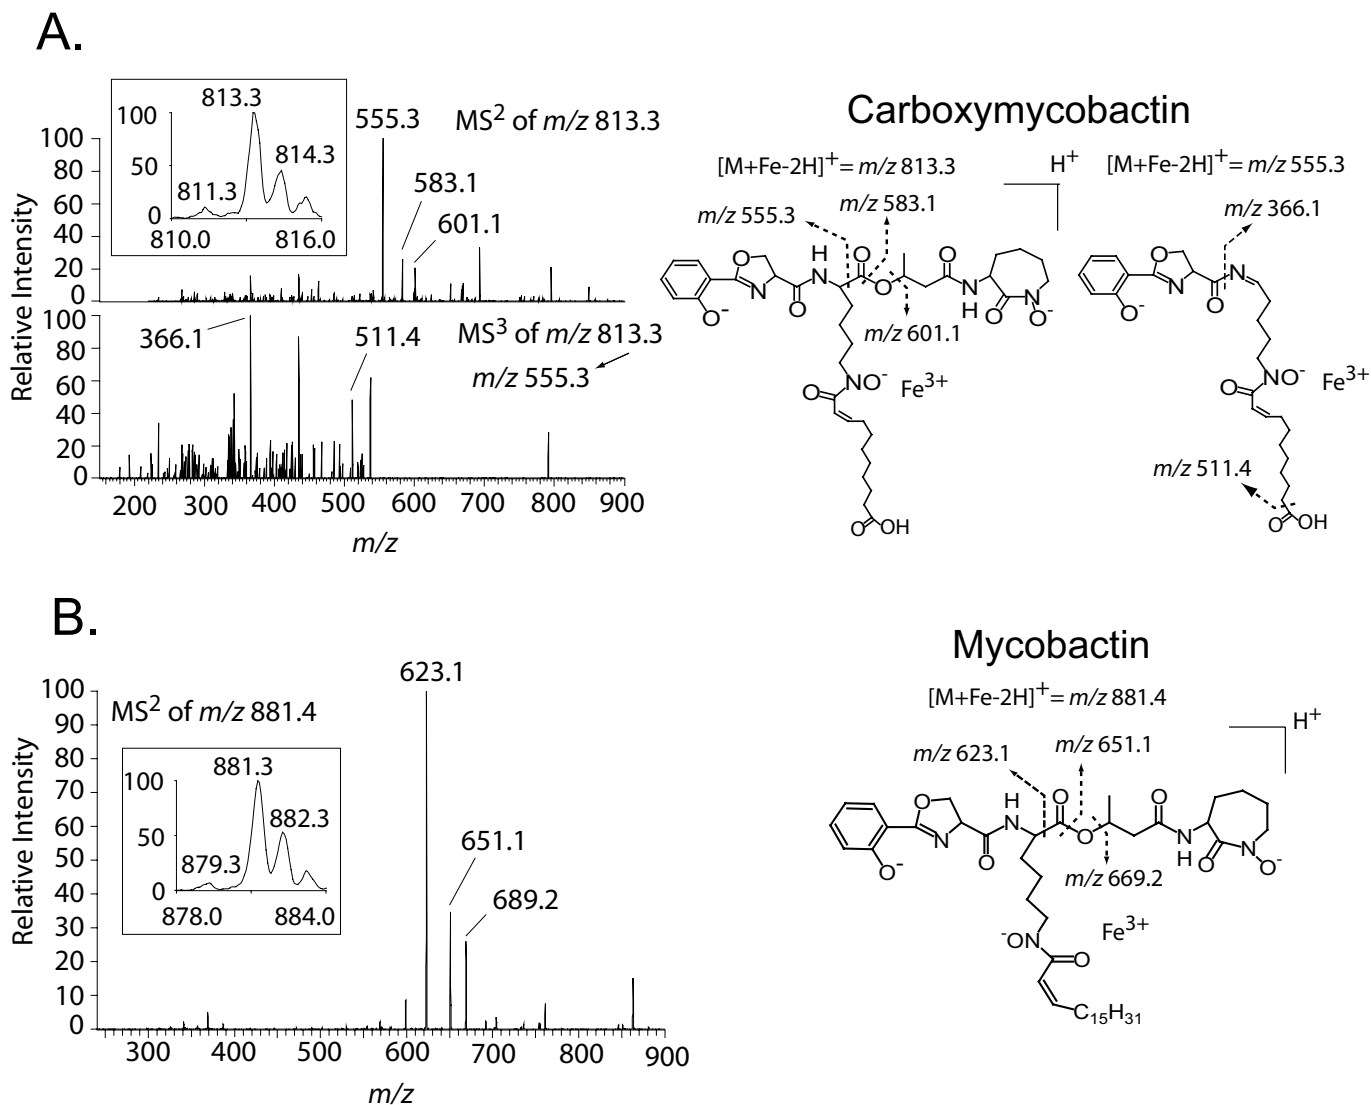 A.
Relative Intensity
100
80
60
40
20
0
100
50
0
813.3
814.3
811.3
810.0
816.0
555.3
583.1
601.1
MS2 of m/z 813.3
100
80
60
40
20
0
366.1
511.4
MS3 of m/z 813.3
m/z 555.3
200 300 400 500 600 700 800 900
m/z
Carboxymycobactin
[M+Fe-2H]+ = m/z 813.3
H+
[M+Fe-2H]+ = m/z 555.3
m/z 555.3
m/z 583.1
m/z 601.1
O
N
O
H
N
O
O
O
O
N
H
O
N
O-
O-
N
O-
O
Fe3+
O
OH
m/z 366.1
O
N
O
N
O-
N
O-
O
Fe3+
m/z 511.4
O
OH
B.
Relative Intensity
100
90
80
70
60
50
40
30
20
10
0
MS2 of m/z 881.4
100
50
0
881.3
882.3
879.3
878.0
884.0
623.1
651.1
689.2
300 400 500 600 700 800 900
m/z
Mycobactin
[M+Fe-2H]+ = m/z 881.4
H+
m/z 623.1
m/z 651.1
m/z 669.2
O
N
O
H
N
O
O
O
N
H
O
N
O-
O-
-ON
O
Fe3+
C15H31